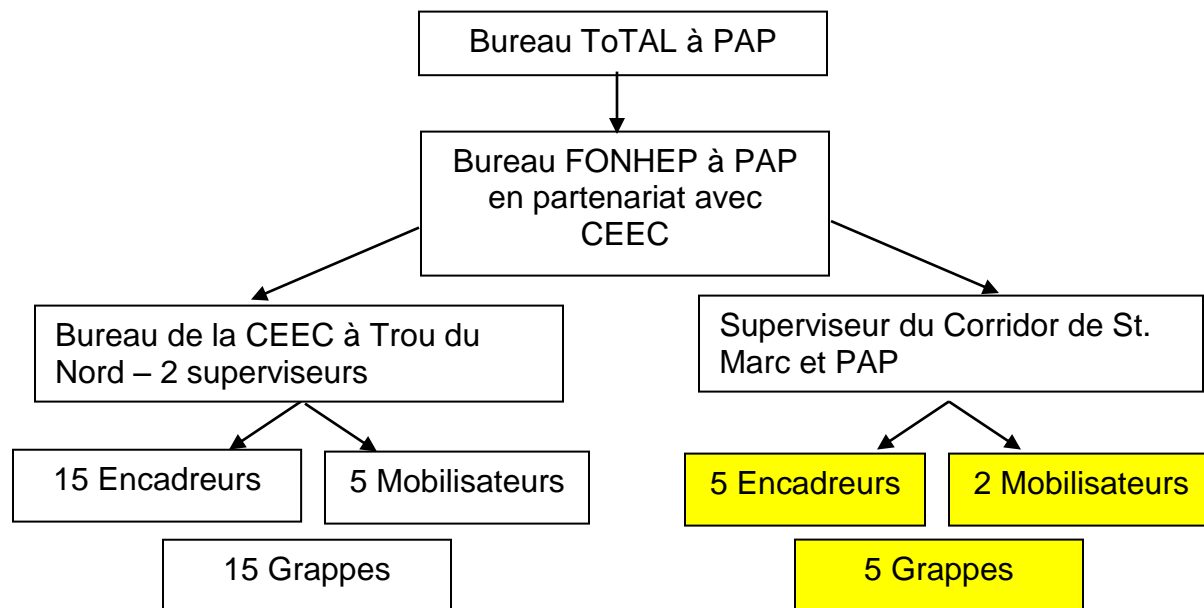 Bureau ToTAL à PAP
Bureau FONHEP à PAP
en partenariat avec
CEEC
Bureau de la CEEC à Trou du
Nord – 2 superviseurs
Superviseur du Corridor de St.
Marc et PAP
15 Encadreurs
5 Mobilisateurs
5 Encadreurs
2 Mobilisateurs
15 Grappes
5 Grappes